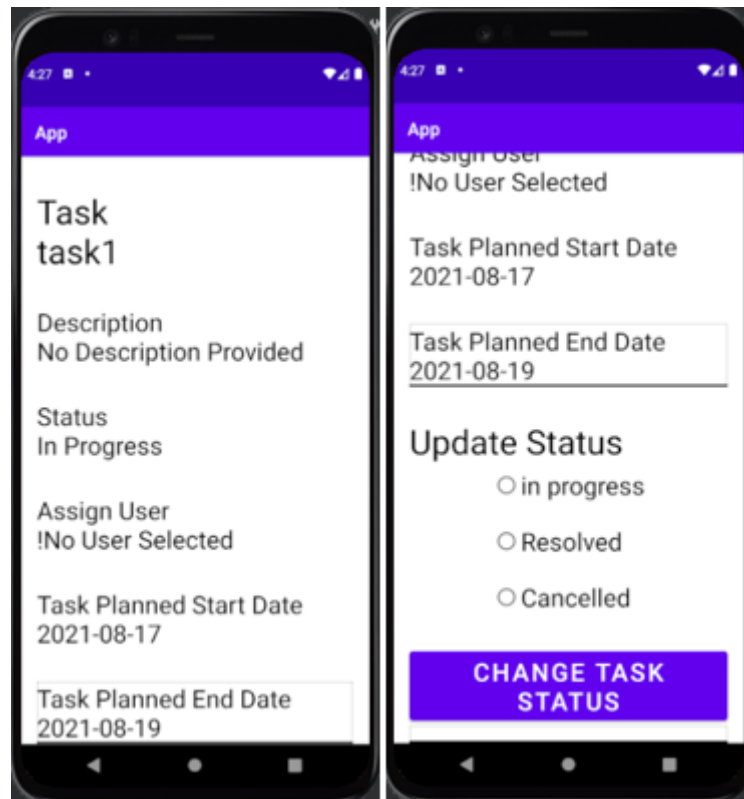 4:27
App
Task
task1
Description
No Description Provided
Status
In Progress
Assign User
!No User Selected
Task Planned Start Date
2021-08-17
Task Planned End Date
2021-08-19
4:27
App
Assign User
!No User Selected
Task Planned Start Date
2021-08-17
Task Planned End Date
2021-08-19
Update Status
in progress
Resolved
Cancelled
CHANGE TASK
STATUS